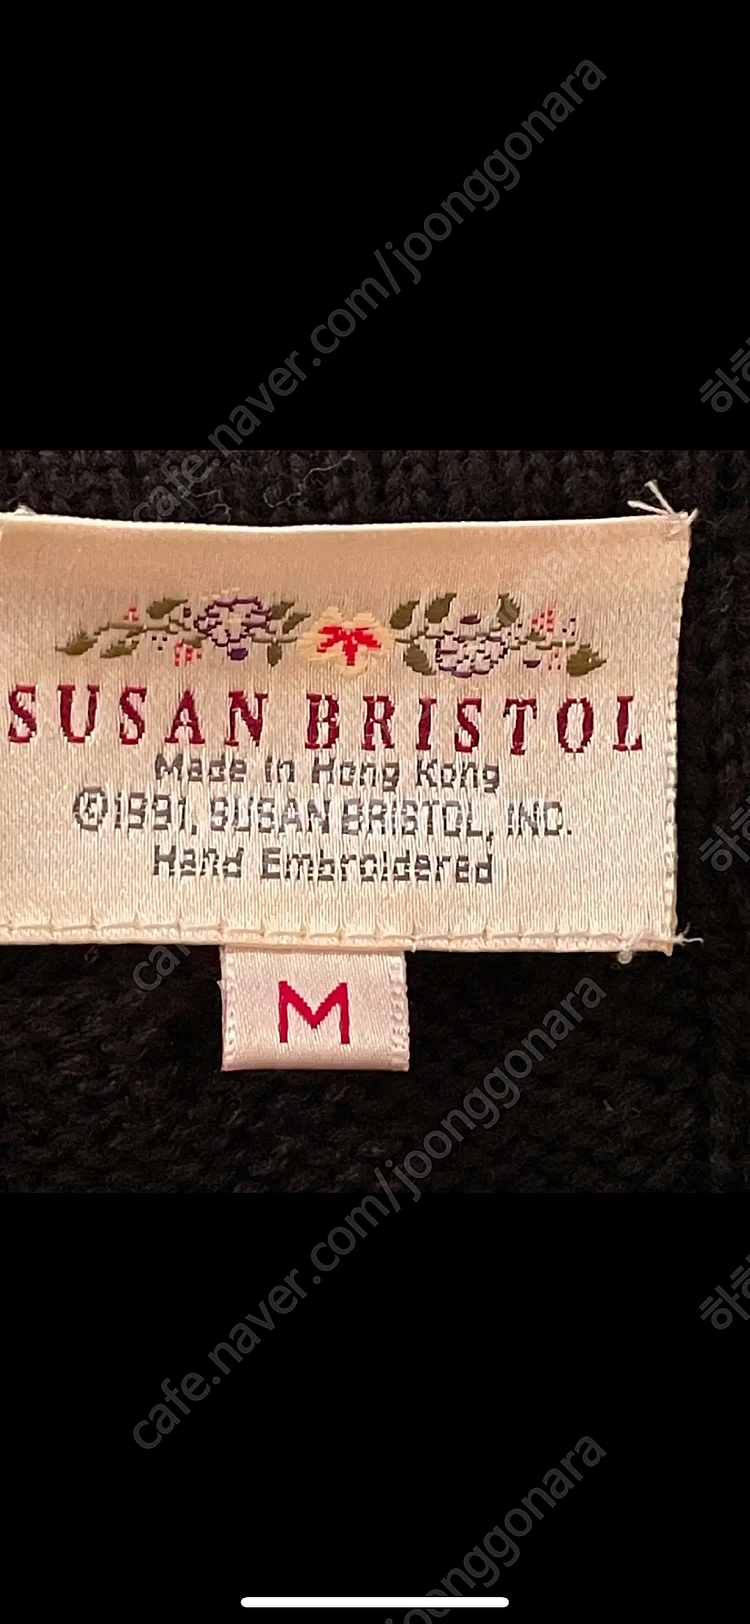 cafe.naver.com/joonggonara
SUSAN BRISTOL
Made in Hong Kong
©1991, SUSAN BRISTOL, INC.
Hand Embroidered
M
cafe.naver.com/joonggonara
cafe.naver.com/joonggonara